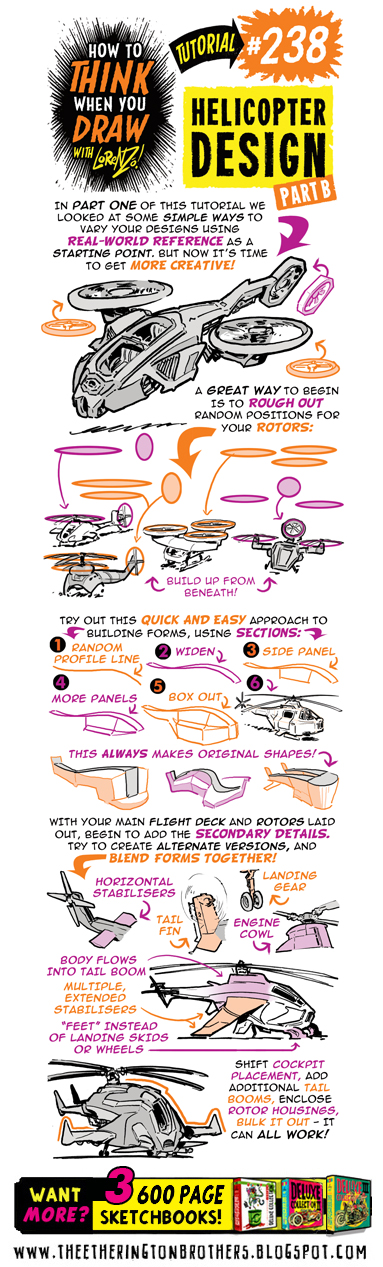 HOW TO
THINK
WHEN YOU
DRAW
WITH LORENZO!
TUTORIAL
#238
HELICOPTER
DESIGN
PART B
IN PART ONE OF THIS TUTORIAL WE
LOOKED AT SOME SIMPLE WAYS TO
VARY YOUR DESIGNS USING
REAL-WORLD REFERENCE AS A
STARTING POINT. BUT NOW IT'S TIME
TO GET MORE CREATIVE!
A GREAT WAY TO BEGIN
IS TO ROUGH OUT
RANDOM POSITIONS FOR
YOUR ROTORS:
BUILD UP FROM
BENEATH!
TRY OUT THIS QUICK AND EASY APPROACH TO
BUILDING FORMS, USING SECTIONS:
1 RANDOM
PROFILE LINE
2 WIDEN
3 SIDE PANEL
4
MORE PANELS
5
BOX OUT
6
THIS ALWAYS MAKES ORIGINAL SHAPES!
WITH YOUR MAIN FLIGHT DECK AND ROTORS LAID
OUT, BEGIN TO ADD THE SECONDARY DETAILS.
TRY TO CREATE ALTERNATE VERSIONS, AND
BLEND FORMS TOGETHER!
HORIZONTAL
STABILISERS
TAIL
FIN
LANDING
GEAR
ENGINE
COWL
BODY FLOWS
INTO TAIL BOOM
MULTIPLE,
EXTENDED
STABILISERS
"FEET" INSTEAD
OF LANDING SKIDS
OR WHEELS
SHIFT COCKPIT
PLACEMENT, ADD
ADDITIONAL TAIL
BOOMS, ENCLOSE
ROTOR HOUSINGS,
BULK IT OUT – IT
CAN ALL WORK!
WANT
MORE?
3 600 PAGE
SKETCHBOOKS!
DELUXE
COLLECTION
DELUXE
WWW.THEETHERINGTONBROTHERS.BLOGSPOT.COM